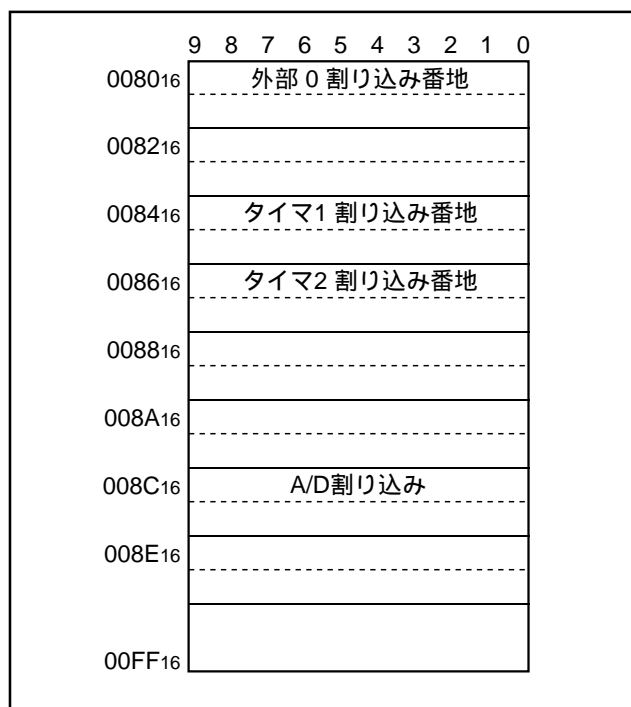 9 8 7 6 5 4 3 2 1 0
0080₁₆ 外部 0 割り込み番地
0082₁₆
0084₁₆ タイマ1 割り込み番地
0086₁₆ タイマ2 割り込み番地
0088₁₆
008A₁₆
008C₁₆ A/D割り込み
008E₁₆
00FF₁₆